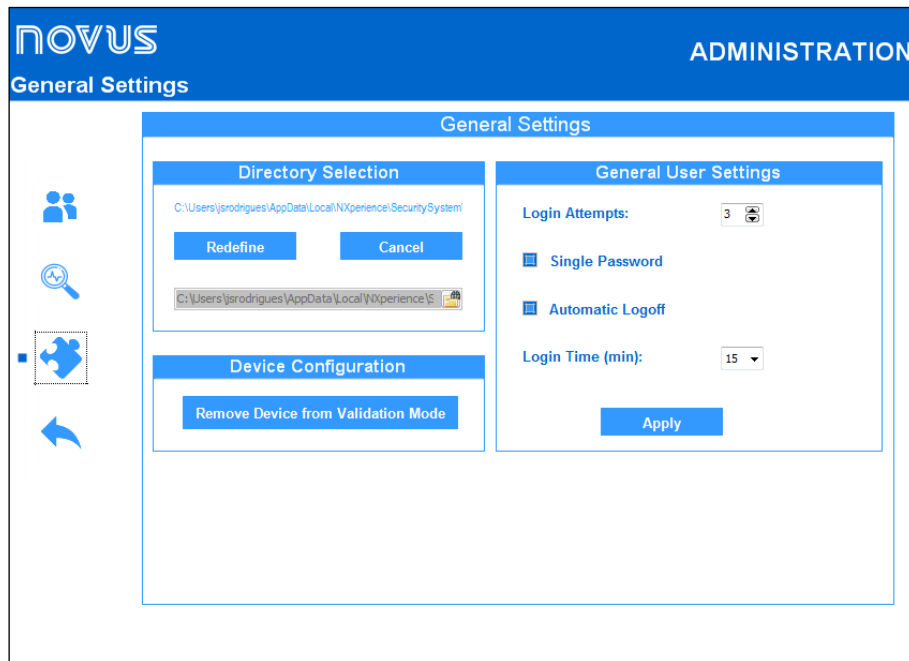 NOVUS
ADMINISTRATION
General Settings
General Settings
Directory Selection
C:\Users\jsrodrigues\AppData\Local\NXperience\SecuritySystem\
Redefine
Cancel
C:\Users\jsrodrigues\AppData\Local\NXperience\S
Device Configuration
Remove Device from Validation Mode
General User Settings
Login Attempts:
3
Single Password
Automatic Logoff
Login Time (min):
15
Apply